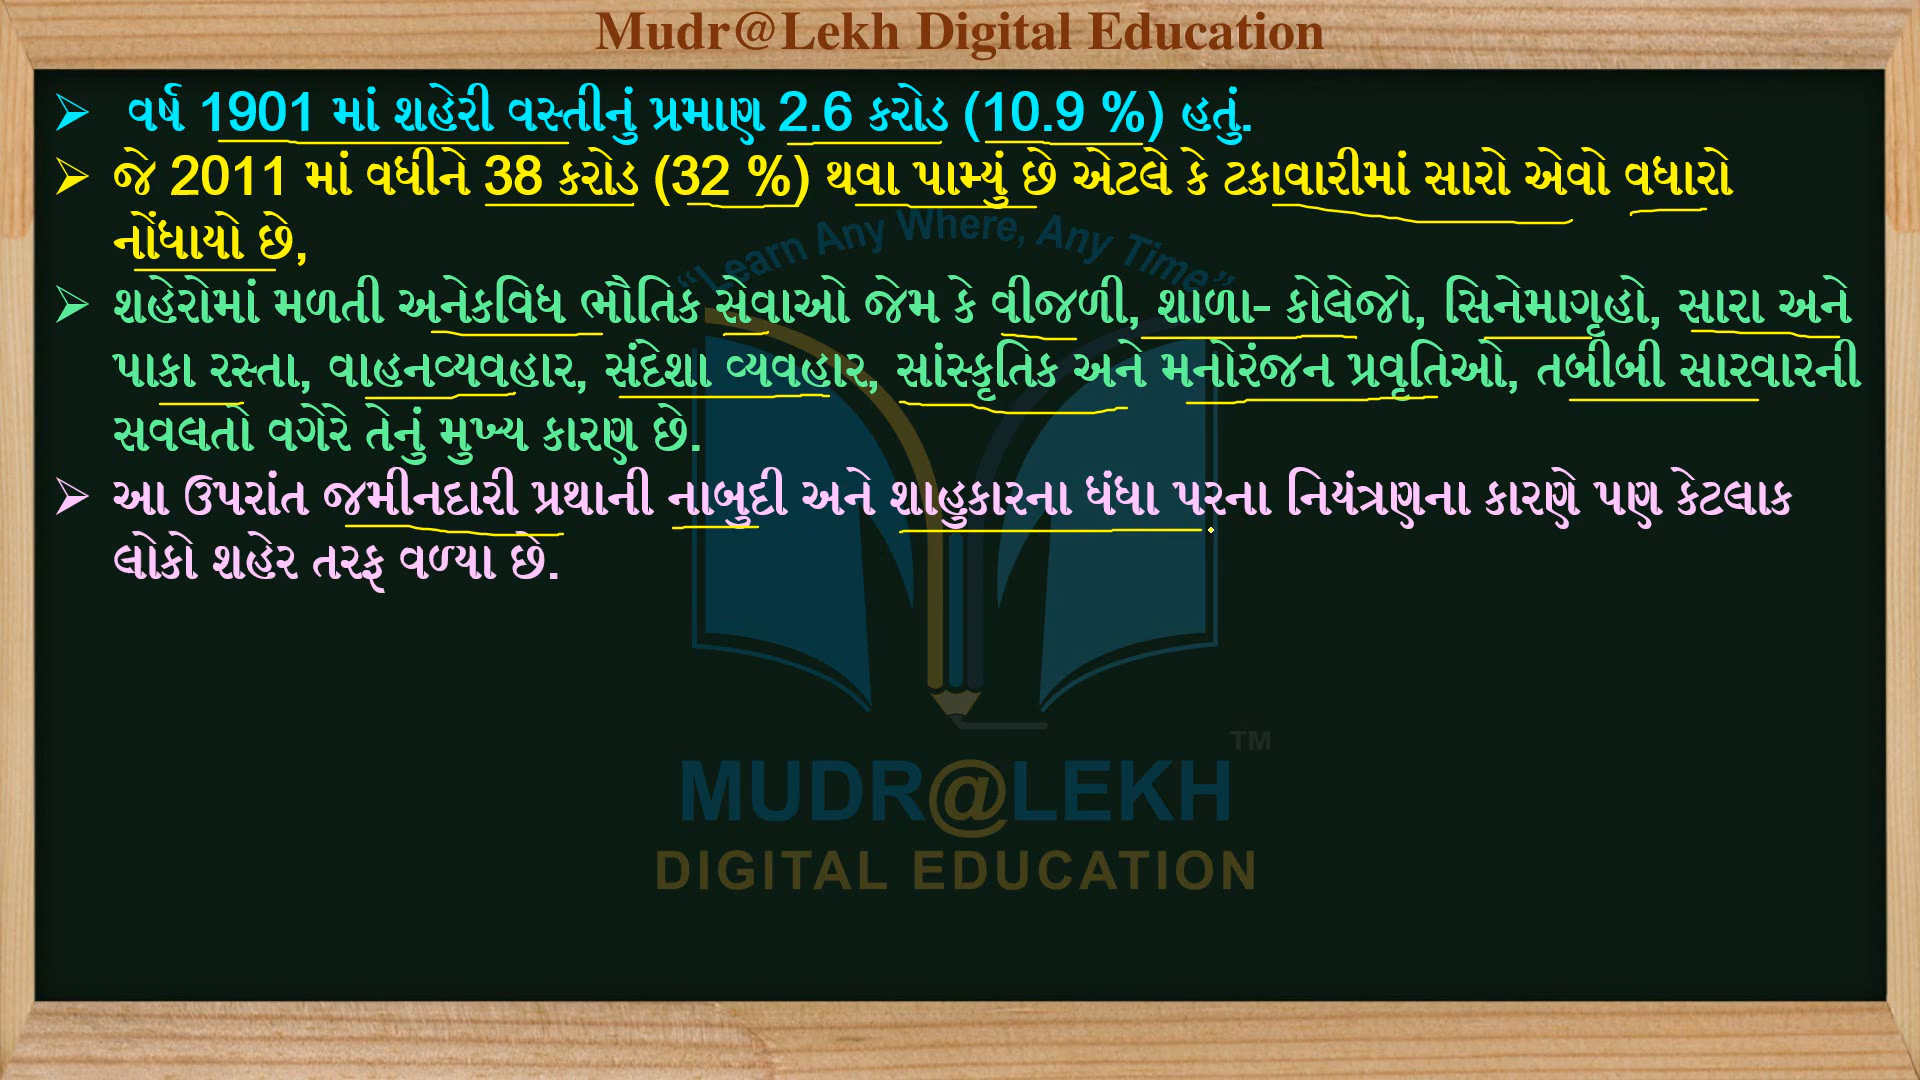 Mudr@Lekh Digital Education
➢ વર્ષ 1901 માં શહેરી વસ્તીનું પ્રમાણ 2.6 કરોડ (10.9 %) હતું.
➢ જે 2011 માં વધીને 38 કરોડ (32 %) થવા પામ્યું છે એટલે કે ટકાવારીમાં સારો એવો વધારો
નોંધાયો છે,
➢ શહેરોમાં મળતી અનેકવિધ ભૌતિક સેવાઓ જેમ કે વીજળી, શાળા- કોલેજો, સિનેમાગૃહો, સારા અને
પાકા રસ્તા, વાહનવ્યવહાર, સંદેશા વ્યવહાર, સાંસ્કૃતિક અને મનોરંજન પ્રવૃતિઓ, તબીબી સારવારની
સવલતો વગેરે તેનું મુખ્ય કારણ છે.
➢ આ ઉપરાંત જમીનદારી પ્રથાની નાબુદી અને શાહુકારના ધંધા પરના નિયંત્રણના કારણે પણ કેટલાક
લોકો શહેર તરફ વળ્યા છે.
“Learn Any Where, Any Time”
MUDR@LEKH TM
DIGITAL EDUCATION